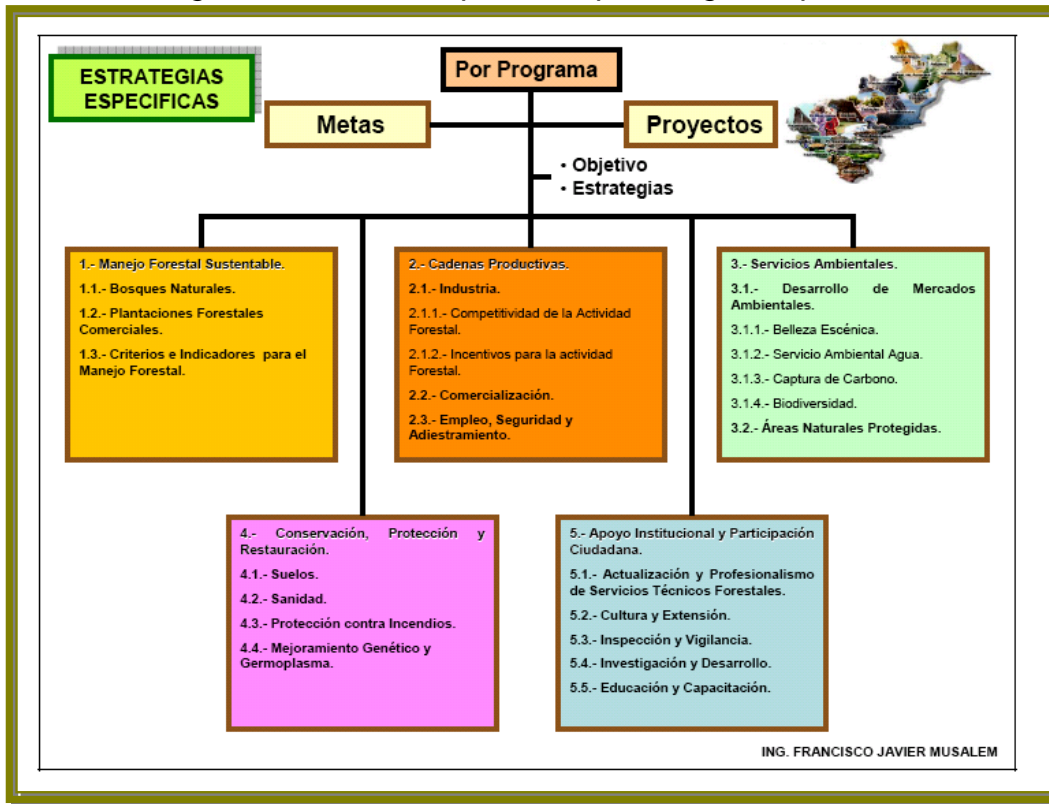 ESTRATEGIAS
ESPECIFICAS
Por Programa
Metas
Proyectos
• Objetivo
• Estrategias
1.- Manejo Forestal Sustentable.
1.1.- Bosques Naturales.
1.2.- Plantaciones Forestales
Comerciales.
1.3.- Criterios e Indicadores para el
Manejo Forestal.
2.- Cadenas Productivas.
2.1.- Industria.
2.1.1.- Competitividad de la Actividad
Forestal.
2.1.2.- Incentivos para la actividad
Forestal.
2.2.- Comercialización.
2.3.- Empleo, Seguridad y
Adiestramiento.
3.- Servicios Ambientales.
3.1.- Desarrollo de Mercados
Ambientales.
3.1.1.- Belleza Escénica.
3.1.2.- Servicio Ambiental Agua.
3.1.3.- Captura de Carbono.
3.1.4.- Biodiversidad.
3.2.- Áreas Naturales Protegidas.
4.- Conservación, Protección y
Restauración.
4.1.- Suelos.
4.2.- Sanidad.
4.3.- Protección contra Incendios.
4.4.- Mejoramiento Genético y
Germoplasma.
5.- Apoyo Institucional y Participación
Ciudadana.
5.1.- Actualización y Profesionalismo
de Servicios Técnicos Forestales.
5.2.- Cultura y Extensión.
5.3.- Inspección y Vigilancia.
5.4.- Investigación y Desarrollo.
5.5.- Educación y Capacitación.
ING. FRANCISCO JAVIER MUSALEM